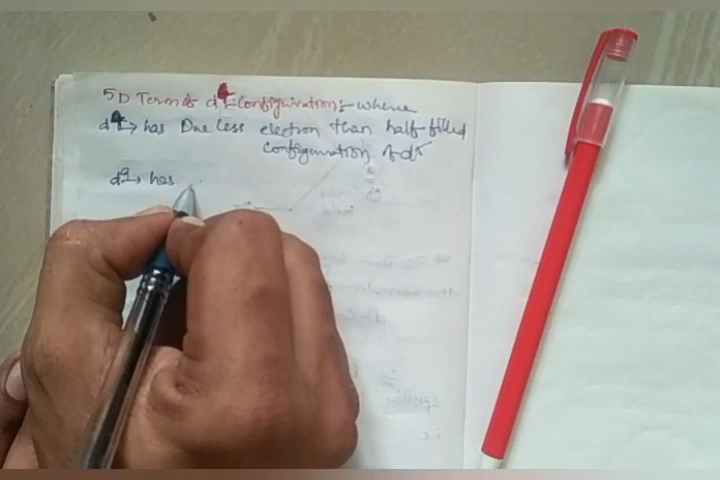 5D Term of d4 Configuration:- where
d4 → has One less electron than half filled
configuration of d5
d9 → has